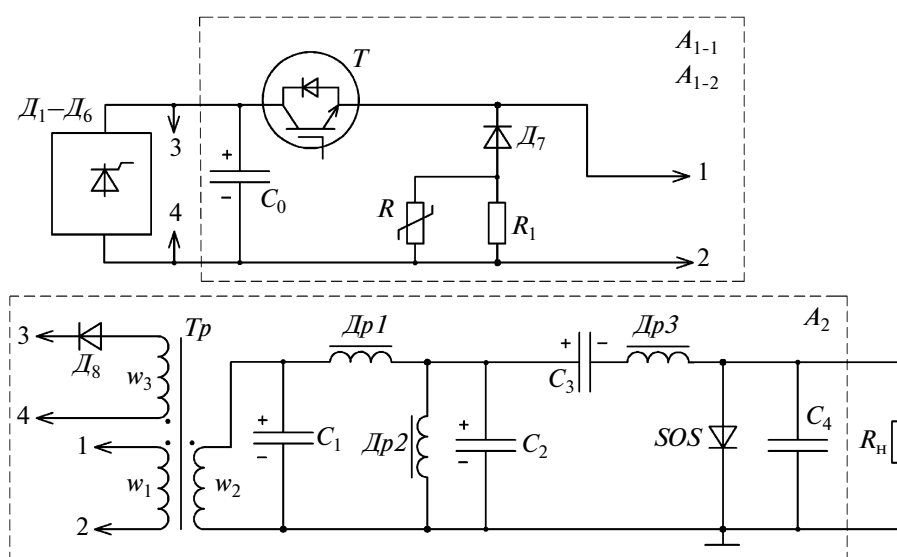 A1-1
A1-2
T
Д1–Д6
3
+
–
C0
Д7
1
4
R
R1
2
A2
3
Д8
Тр
w3
4
1
w1
2
w2
Др1
+
–
C1
Др2
+
–
C2
+
–
C3
Др3
SOS
C4
Rн